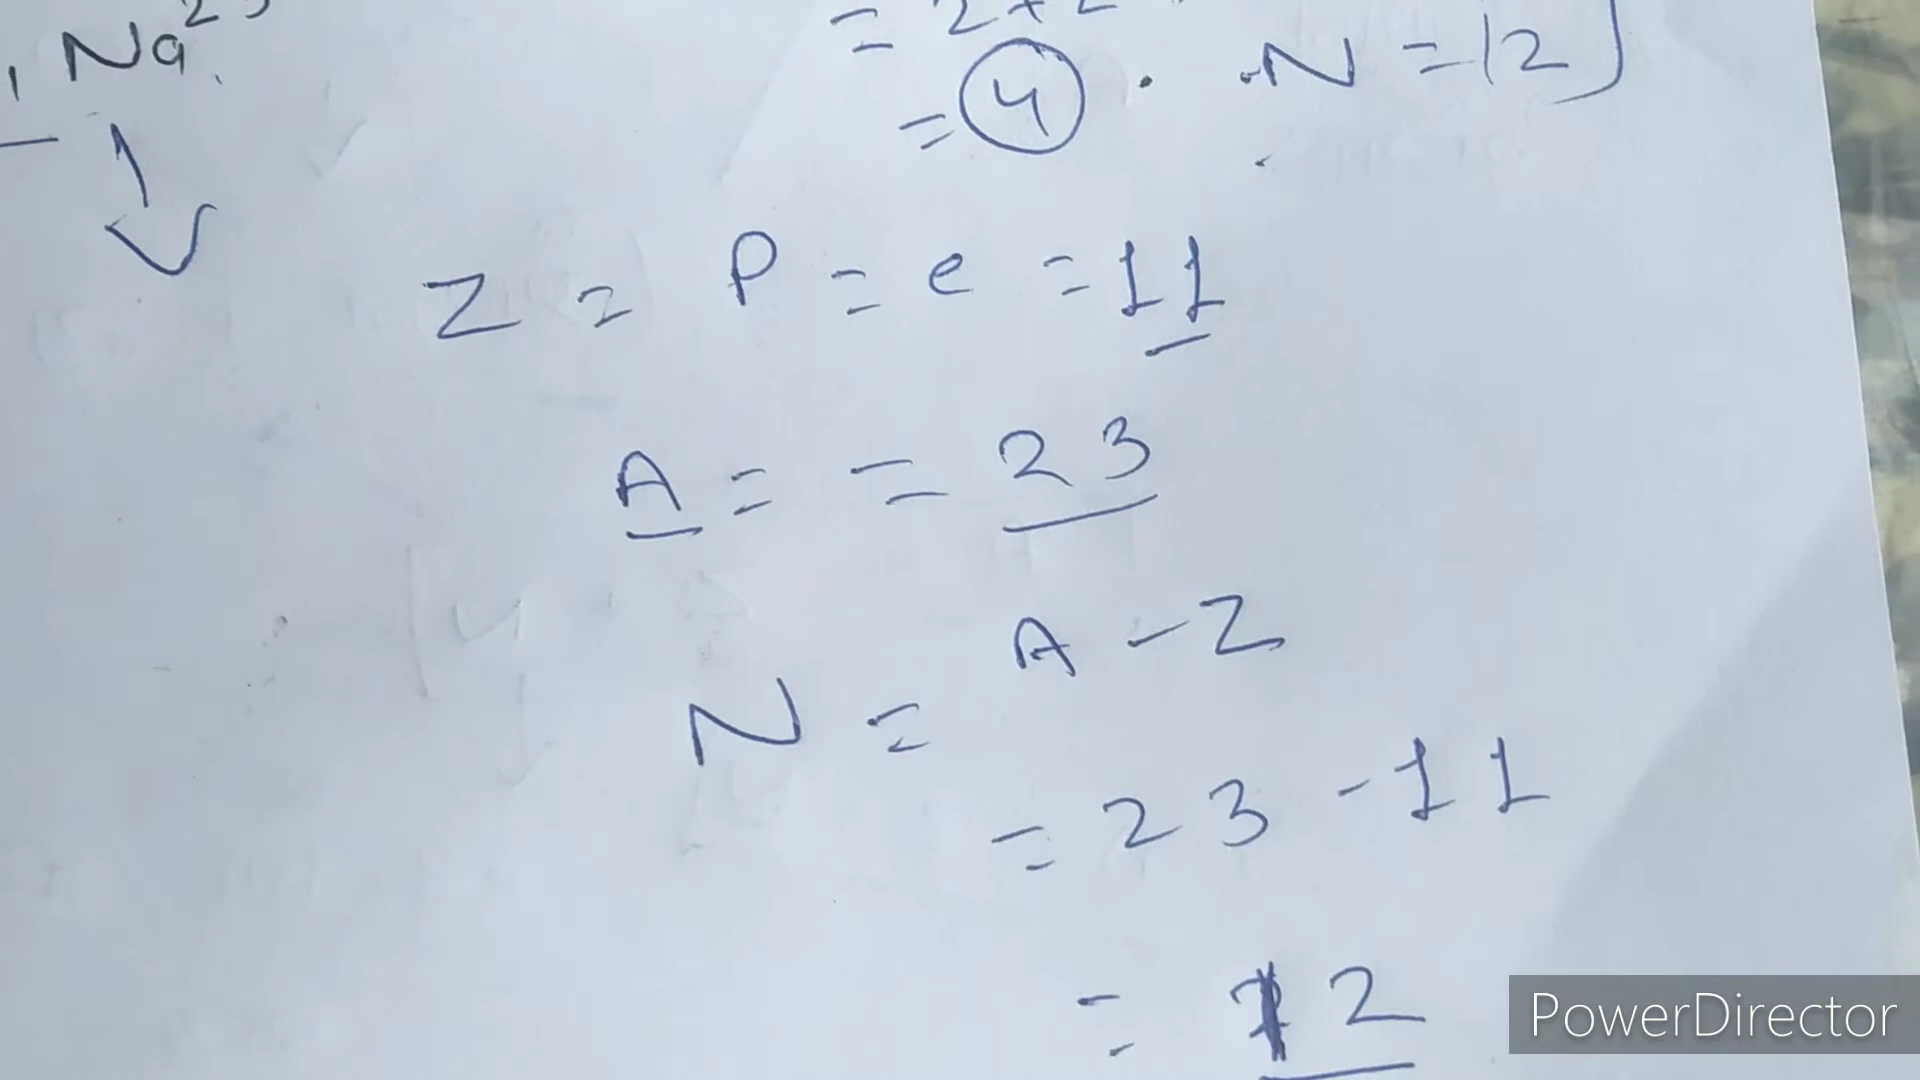 Na
= 2+2
= 4
N = 12
Z = P = e = 11
A = = 23
N = A - Z
= 23 - 11
= 12
PowerDirector